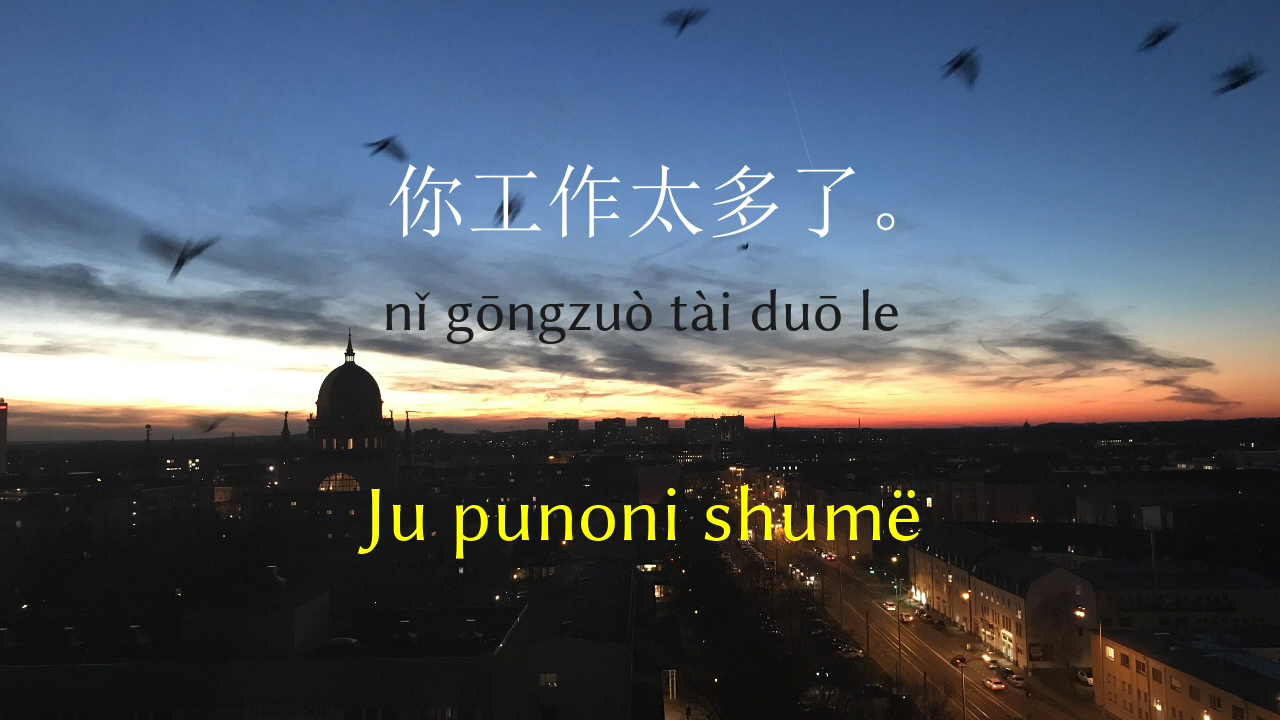 你工作太多了。
nǐ gōngzuò tài duō le
Ju punoni shumë